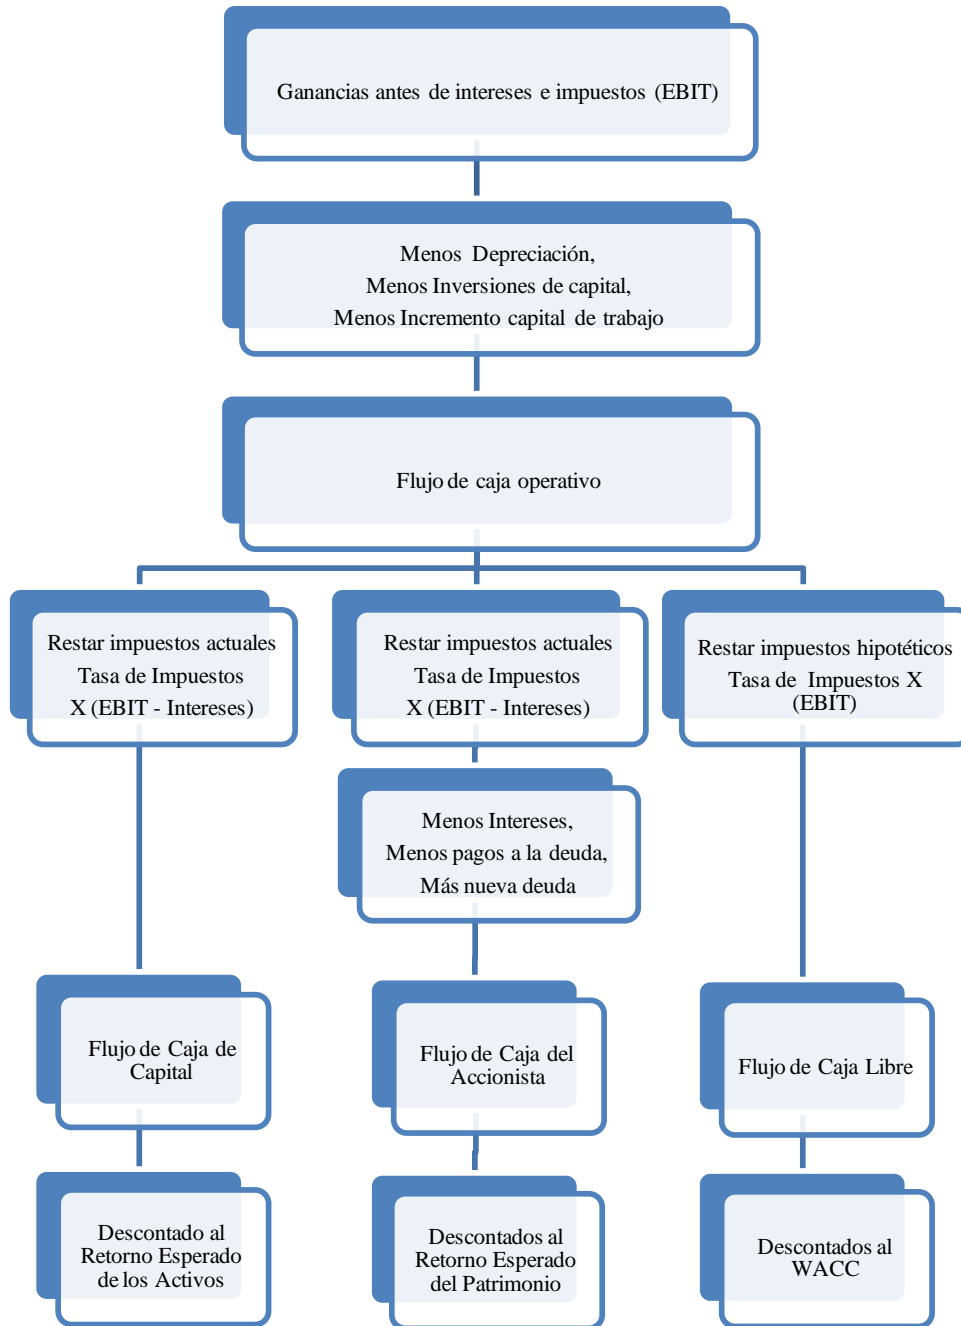 Ganancias antes de intereses e impuestos (EBIT)
Menos Depreciación,
Menos Inversiones de capital,
Menos Incremento capital de trabajo
Flujo de caja operativo
Restar impuestos actuales
Tasa de Impuestos
X (EBIT - Intereses)
Restar impuestos actuales
Tasa de Impuestos
X (EBIT - Intereses)
Restar impuestos hipotéticos
Tasa de Impuestos X
(EBIT)
Menos Intereses,
Menos pagos a la deuda,
Más nueva deuda
Flujo de Caja de
Capital
Flujo de Caja del
Accionista
Flujo de Caja Libre
Descontado al
Retorno Esperado
de los Activos
Descontados al
Retorno Esperado
del Patrimonio
Descontados al
WACC